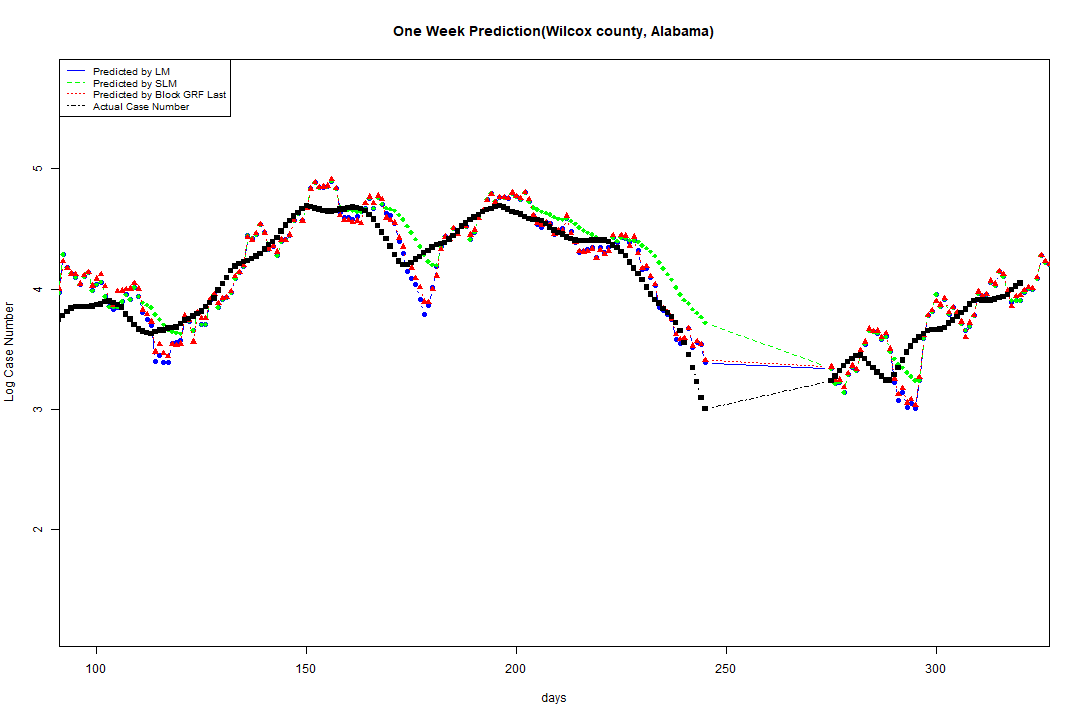 One Week Prediction(Wilcox county, Alabama)
Predicted by LM
Predicted by SLM
Predicted by Block GRF Last
Actual Case Number
5
4
3
2
Log Case Number
100 150 200 250 300
days